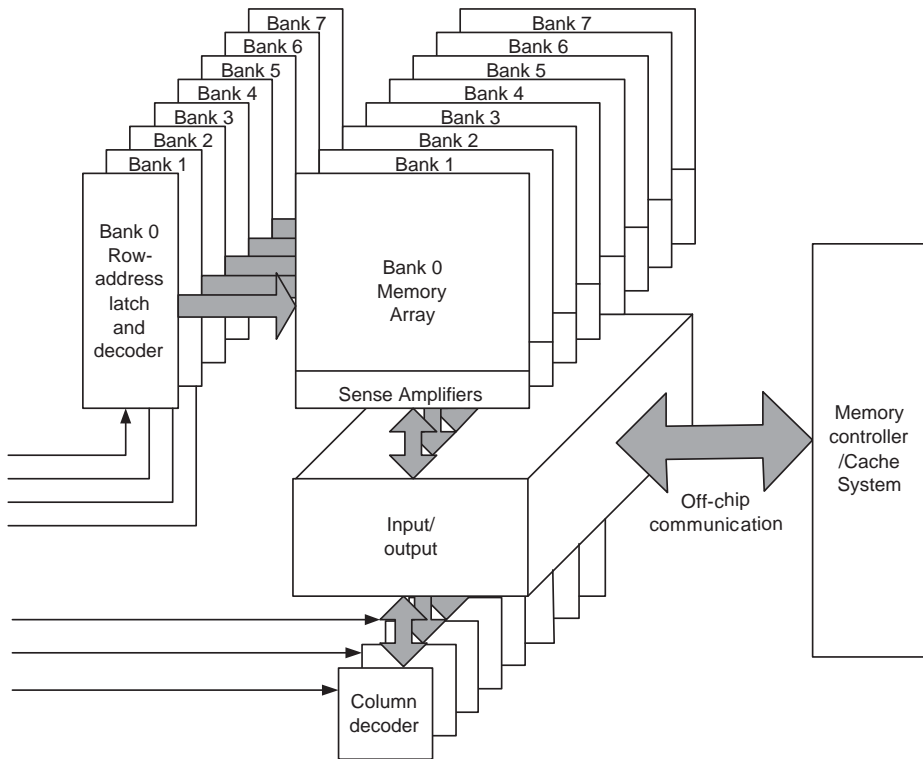 Bank 7
Bank 6
Bank 5
Bank 4
Bank 3
Bank 2
Bank 1
Bank 0
Row-
address
latch
and
decoder
Bank 7
Bank 6
Bank 5
Bank 4
Bank 3
Bank 2
Bank 1
Bank 0
Memory
Array
Sense Amplifiers
Input/
output
Column
decoder
Off-chip
communication
Memory
controller
/Cache
System